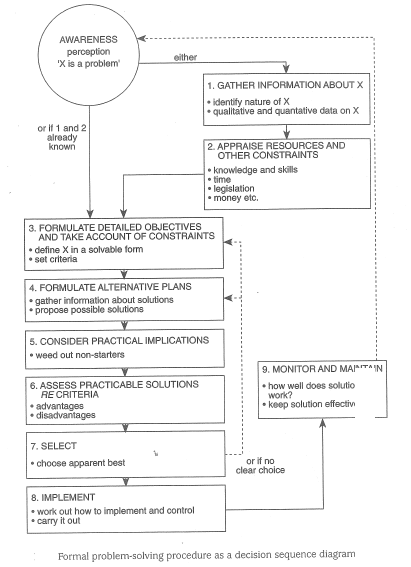 AWARENESS
perception
'X is a problem'
either
1. GATHER INFORMATION ABOUT X
• identify nature of X
• qualitative and quantative data on X
or if 1 and 2
already
known
2. APPRAISE RESOURCES AND
OTHER CONSTRAINTS
• knowledge and skills
• time
• legislation
• money etc.
3. FORMULATE DETAILED OBJECTIVES
AND TAKE ACCOUNT OF CONSTRAINTS
• define X in a solvable form
• set criteria
4. FORMULATE ALTERNATIVE PLANS
• gather information about solutions
• propose possible solutions
5. CONSIDER PRACTICAL IMPLICATIONS
• weed out non-starters
6. ASSESS PRACTICABLE SOLUTIONS
RE CRITERIA
• advantages
• disadvantages
7. SELECT
• choose apparent best
or if no
clear choice
8. IMPLEMENT
• work out how to implement and control
• carry it out
9. MONITOR AND MAINTAIN
• how well does solutio
work?
• keep solution effectiv
Formal problem-solving procedure as a decision sequence diagram